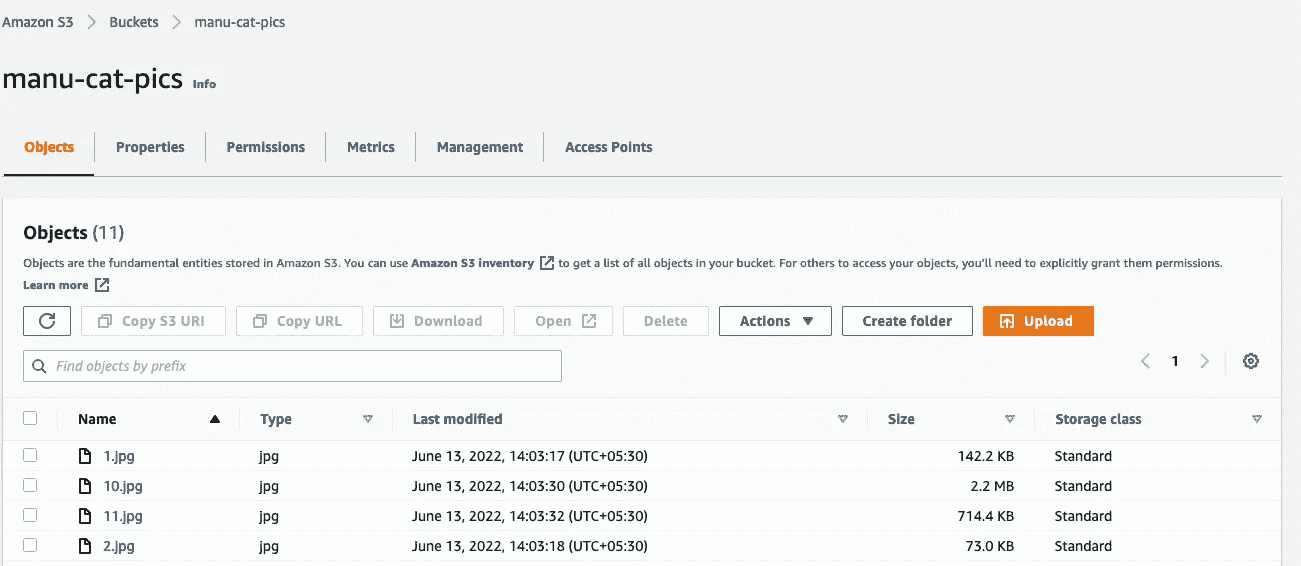 Amazon S3 > Buckets > manu-cat-pics
manu-cat-pics Info
Objects Properties Permissions Metrics Management Access Points
Objects (11)
Objects are the fundamental entities stored in Amazon S3. You can use Amazon S3 inventory to get a list of all objects in your bucket. For others to access your objects, you'll need to explicitly grant them permissions.
Learn more
Copy S3 URI Copy URL Download Open Delete Actions Create folder Upload
Find objects by prefix
1
Name Type Last modified Size Storage class
1.jpg jpg June 13, 2022, 14:03:17 (UTC+05:30) 142.2 KB Standard
10.jpg jpg June 13, 2022, 14:03:30 (UTC+05:30) 2.2 MB Standard
11.jpg jpg June 13, 2022, 14:03:32 (UTC+05:30) 714.4 KB Standard
2.jpg jpg June 13, 2022, 14:03:18 (UTC+05:30) 73.0 KB Standard